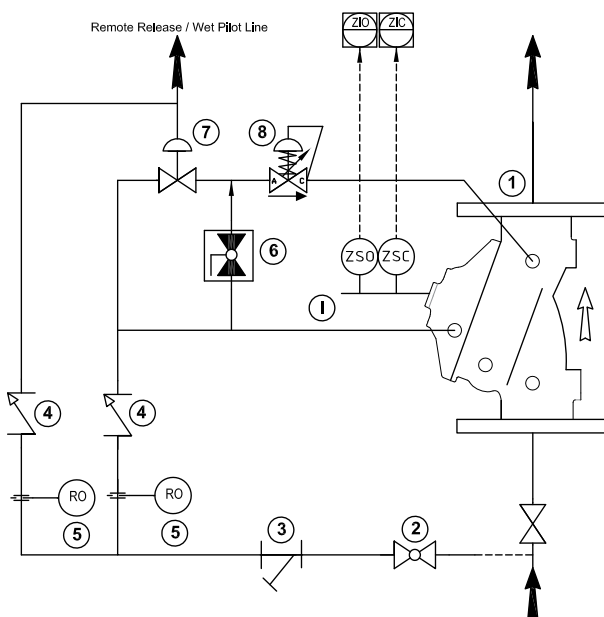 Remote Release / Wet Pilot Line
ZIO ZIC
7 8
A C
1
6
ZSO ZSC
I
4 4
RO RO
5 5
3 2